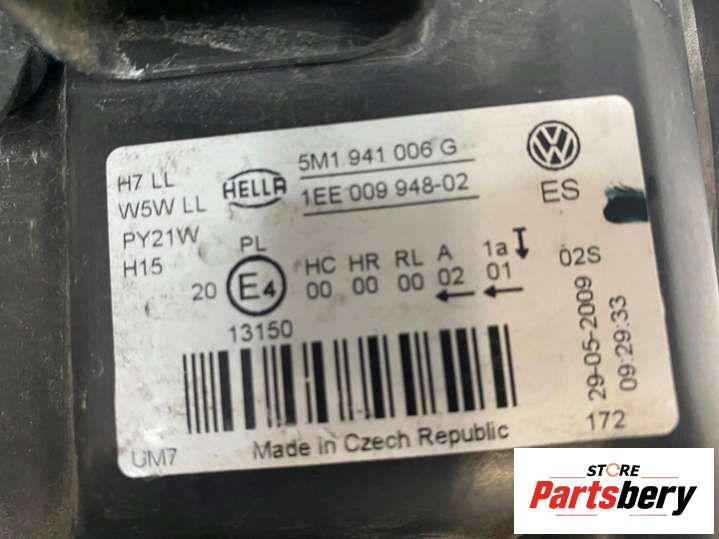 5M1.941 006 G
1EE 009 948-02
HELLA
ES
H7 LL
W5W LL
PY21W
H15
PL
20 E4
13150
HC HR RL A 1a
00 00 00 02 01
02S
29-05-2009
09:29:33
172
Made in Czech Republic
STORE
Partsbery